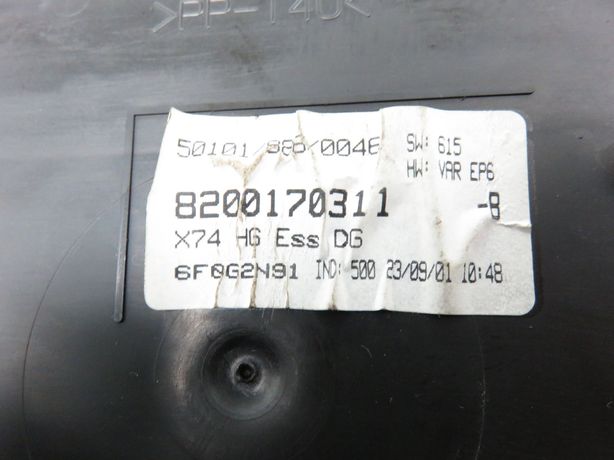 >PP-T40<
50101/386/0046 SW: 615
HW: VAR EP6
8200170311 -B
X74 HG Ess DG
6F0G2N91 IND: 500 23/09/01 10:48